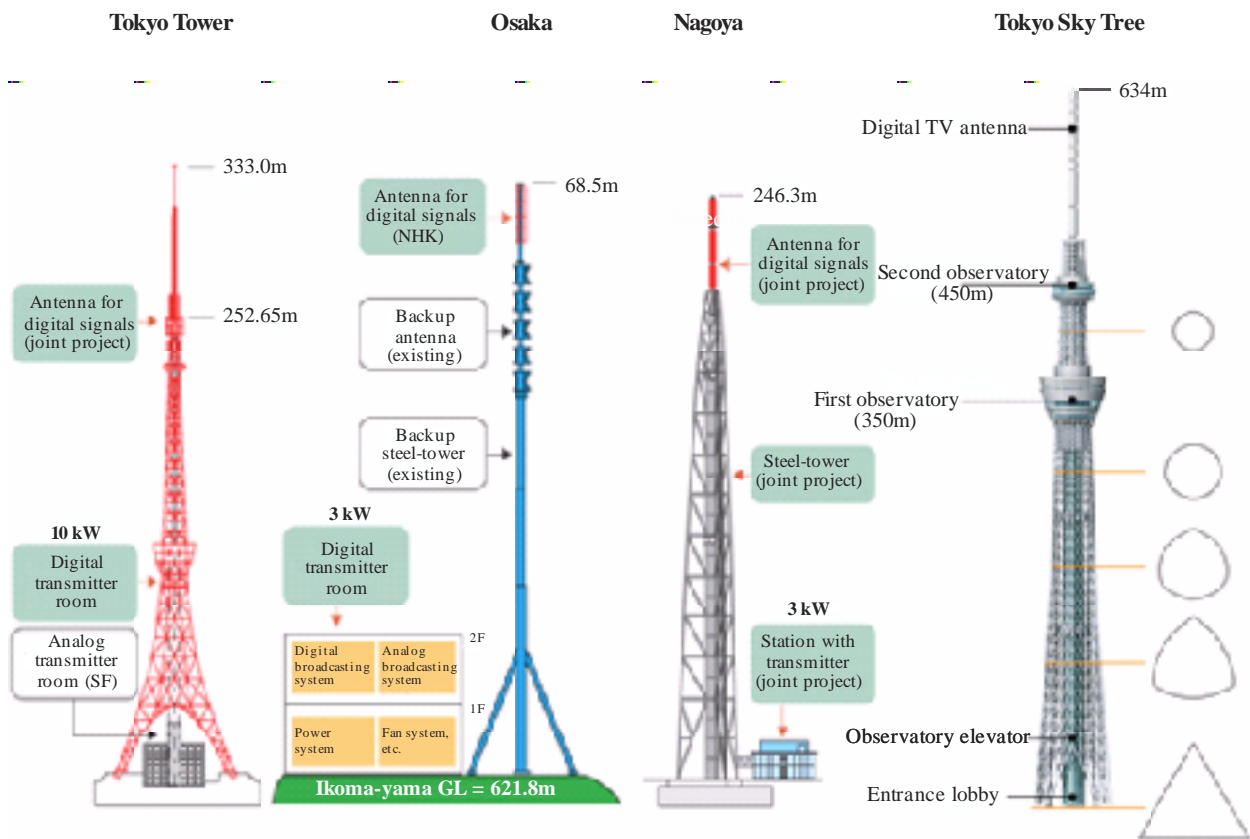 Tokyo Tower
Osaka
Nagoya
Tokyo Sky Tree
333.0m
Antenna for
digital signals
(joint project)
252.65m
10 kW
Digital
transmitter
room
Analog
transmitter
room (SF)
68.5m
Antenna for
digital signals
(NHK)
Backup
antenna
(existing)
Backup
steel-tower
(existing)
3 kW
Digital
transmitter
room
2F
Digital
broadcasting
system
Analog
broadcasting
system
1F
Power
system
Fan system,
etc.
Ikoma-yama GL = 621.8m
246.3m
Antenna for
digital signals
(joint project)
Steel-tower
(joint project)
3 kW
Station with
transmitter
(joint project)
634m
Digital TV antenna
Second observatory
(450m)
First observatory
(350m)
Observatory elevator
Entrance lobby